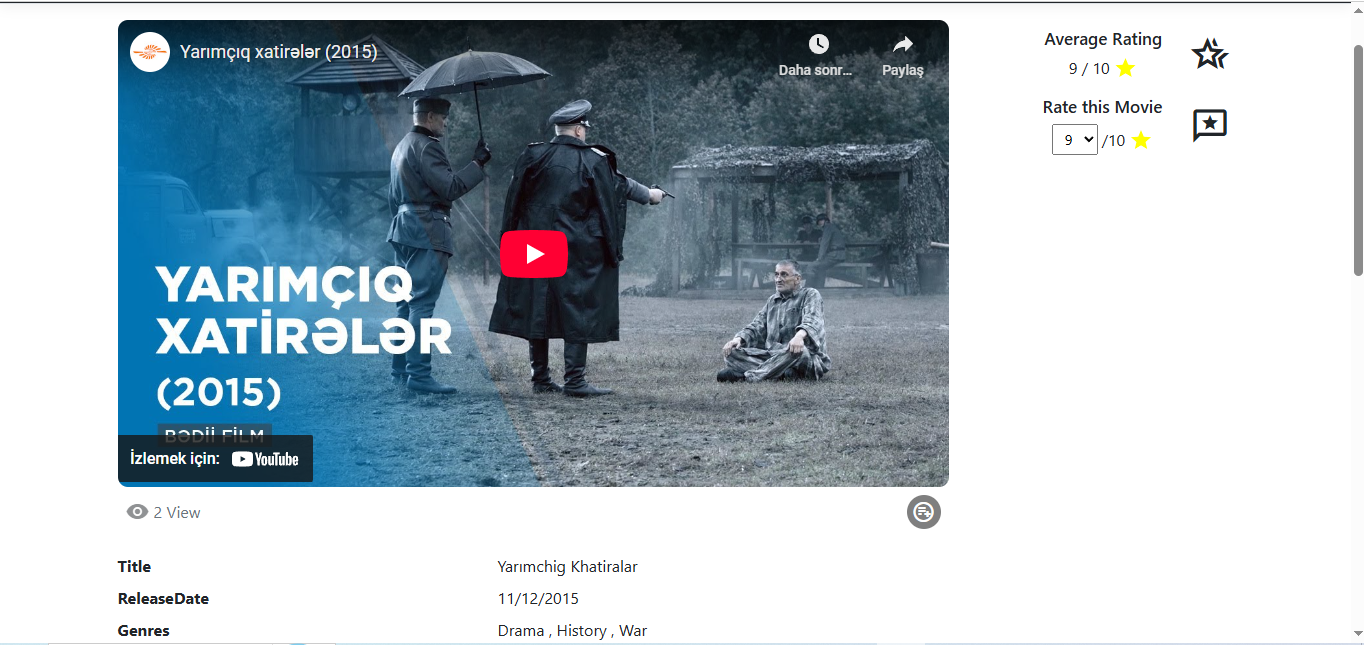 Yarımçıq xatirələr (2015)
Daha sonr...
Paylaş
YARIMÇIQ
XATİRƏLƏR
(2015)
BƏDİİ FİLM
İzlemek için: YouTube
Average Rating
9 / 10
Rate this Movie
9 /10
2 View
Title Yarımchig Khatiralar
ReleaseDate 11/12/2015
Genres Drama , History , War